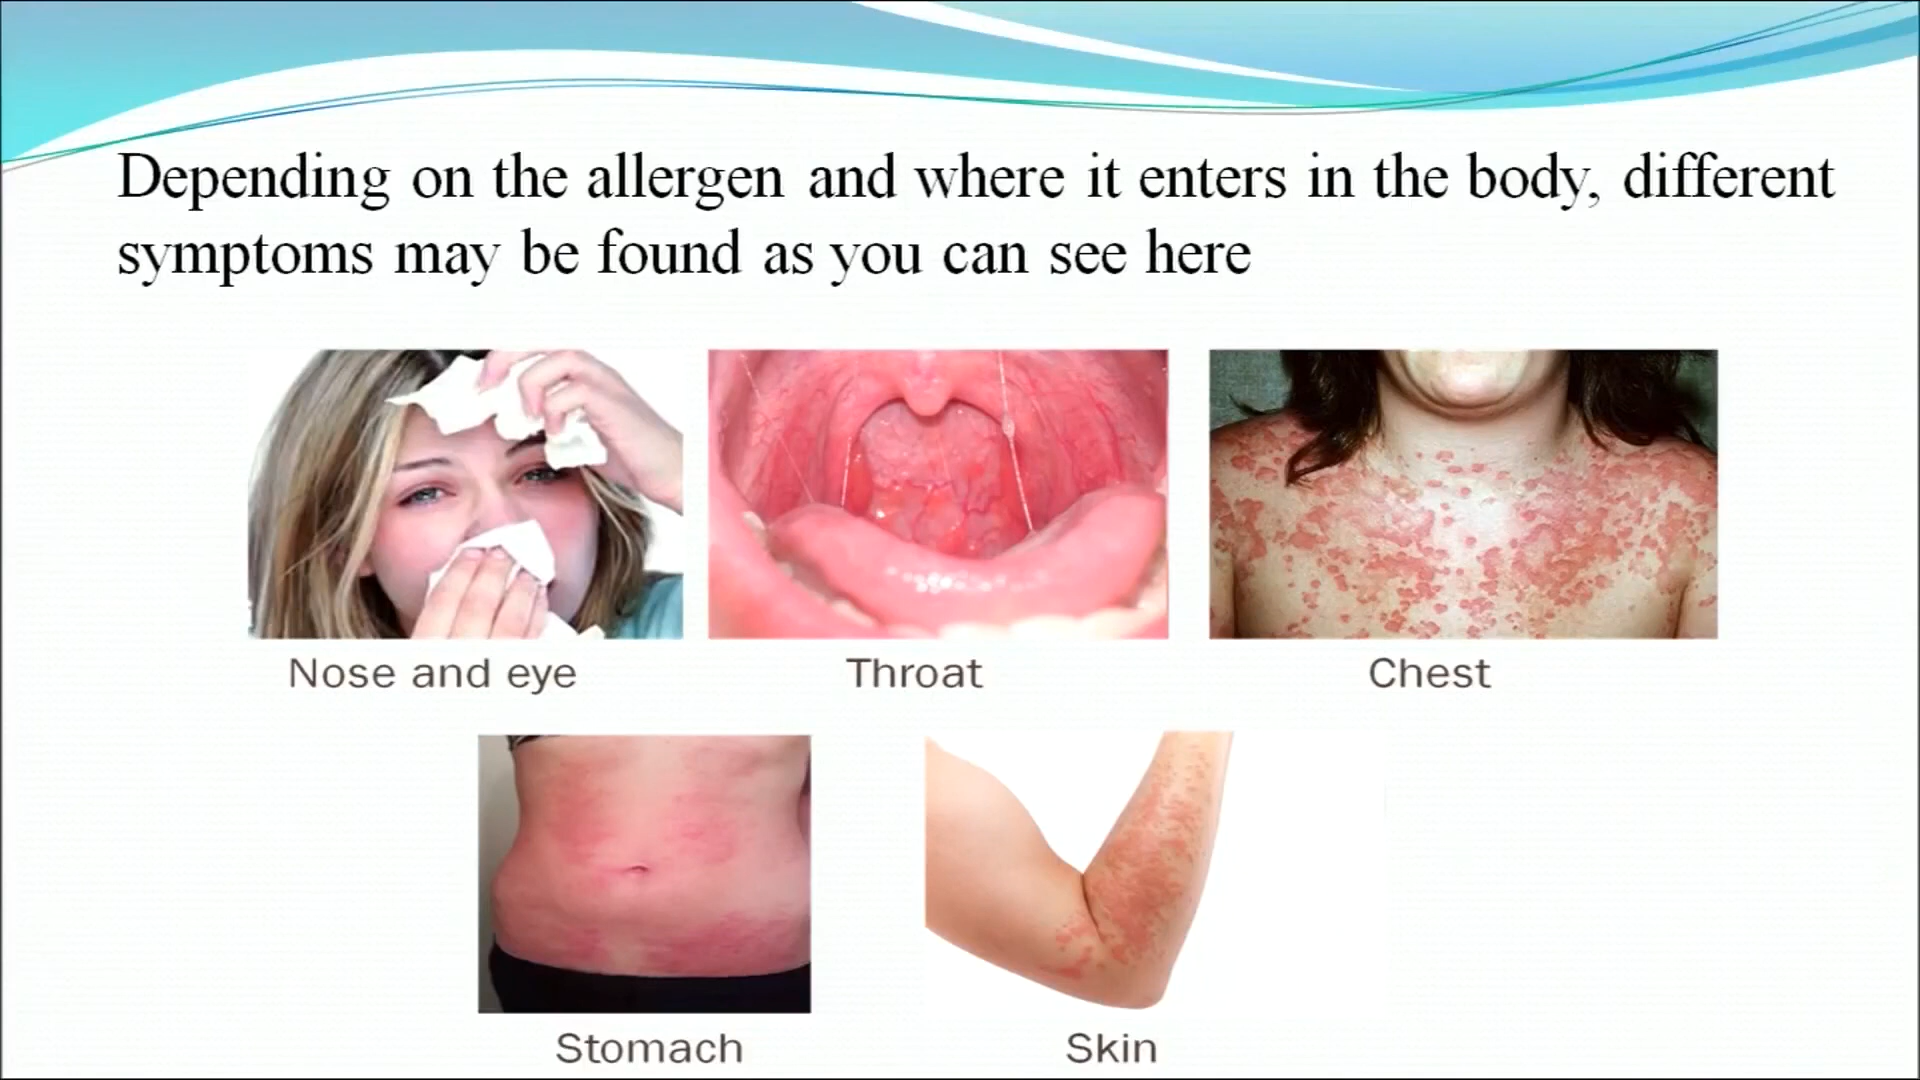 Depending on the allergen and where it enters in the body, different
symptoms may be found as you can see here
Nose and eye
Throat
Chest
Stomach
Skin